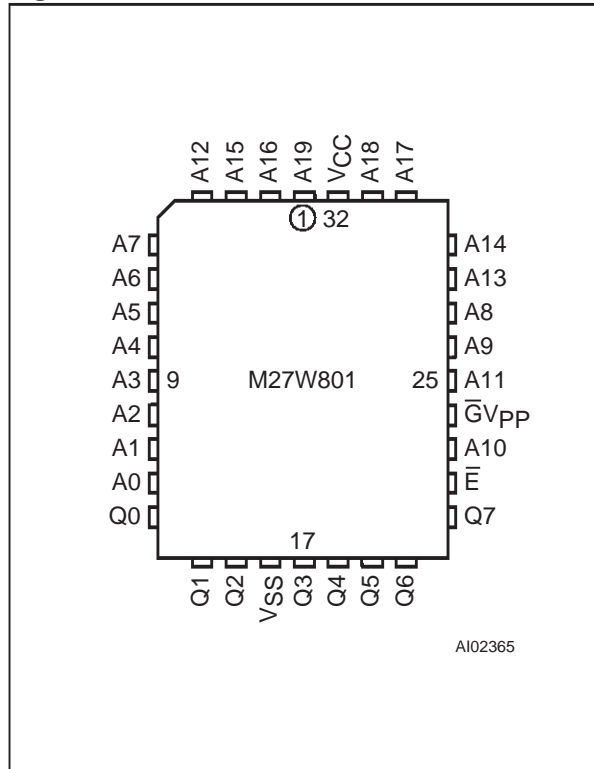 A12 A15 A16 A19 VCC A18 A17
1 32
A7 A14
A6 A13
A5 A8
A4 A9
A3 9 M27W801 25 A11
A2 G̅VPP
A1 A10
A0 E̅
Q0 Q7
17
Q1 Q2 VSS Q3 Q4 Q5 Q6
AI02365